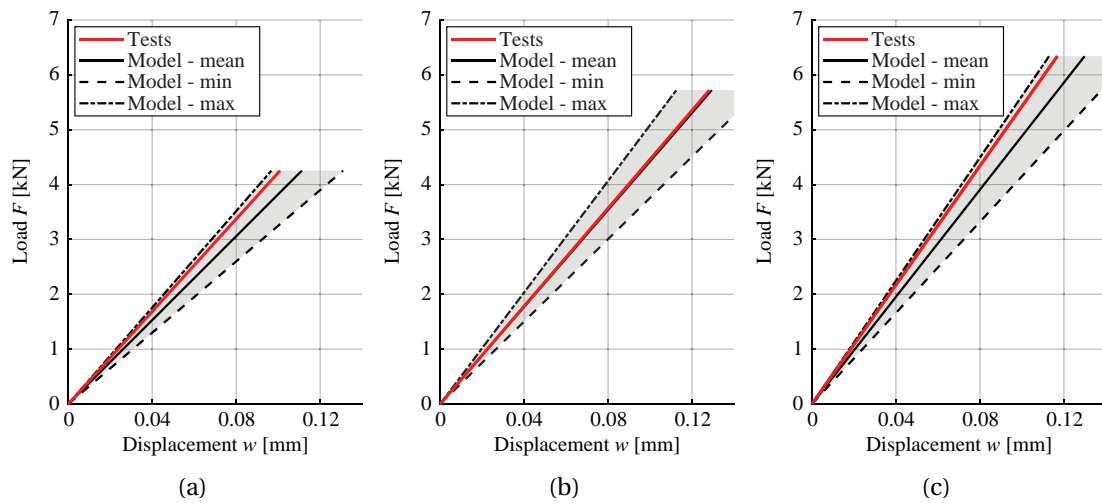 7
6
5
4
3
2
1
0
Load F [kN]
Tests
Model - mean
Model - min
Model - max
0 0.04 0.08 0.12
Displacement w [mm]
(a)
7
6
5
4
3
2
1
0
Load F [kN]
Tests
Model - mean
Model - min
Model - max
0 0.04 0.08 0.12
Displacement w [mm]
(b)
7
6
5
4
3
2
1
0
Load F [kN]
Tests
Model - mean
Model - min
Model - max
0 0.04 0.08 0.12
Displacement w [mm]
(c)